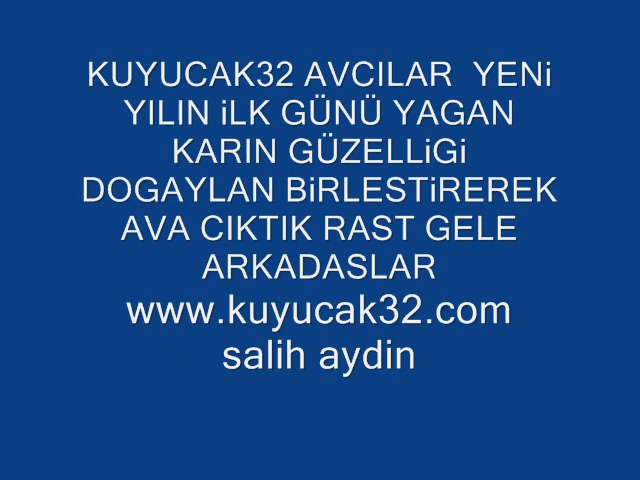 KUYUCAK32 AVCILAR  YENi
YILIN iLK GÜNÜ YAGAN
KARIN GÜZELLiGi
DOGAYLAN BiRLESTiREREK
AVA CIKTIK RAST GELE
ARKADASLAR
www.kuyucak32.com
salih aydin